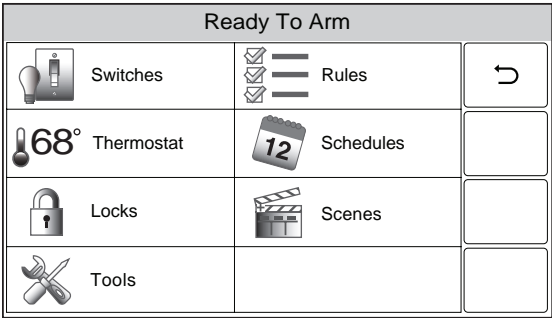 Ready To Arm
Switches
Rules
68° Thermostat
12 Schedules
Locks
Scenes
Tools